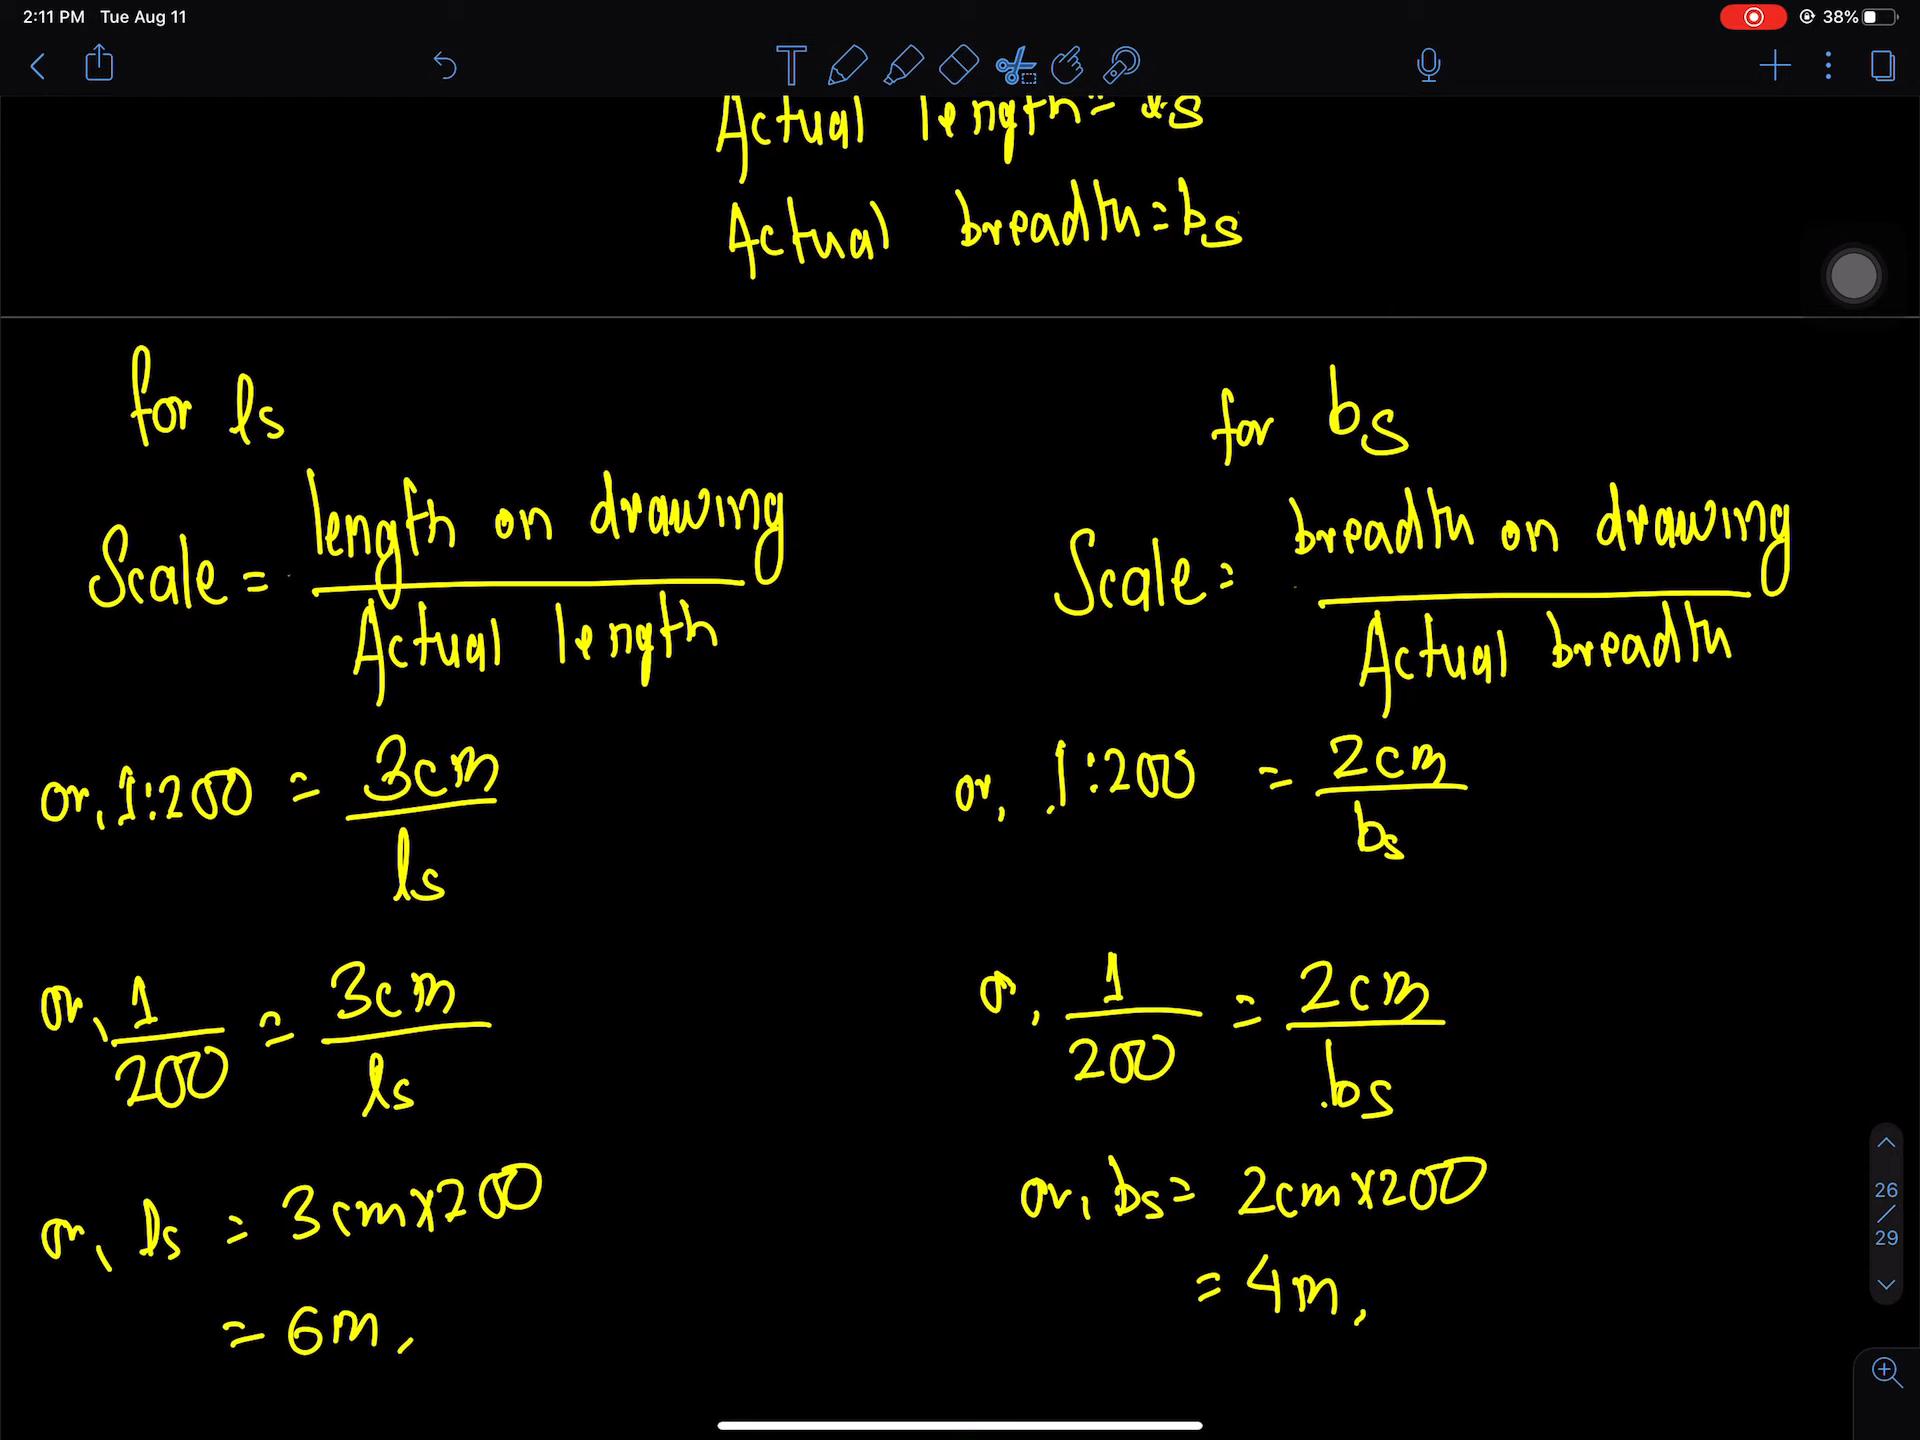 2:11 PM Tue Aug 11
38%
Actual length = ls
Actual breadth = bs
for ls
Scale = length on drawing / Actual length
or, 1:200 = 3cm / ls
or, 1/200 = 3cm / ls
or, ls = 3cm×200
= 6m,
for bs
Scale = breadth on drawing / Actual breadth
or, 1:200 = 2cm / bs
or, 1/200 = 2cm / bs
or, bs = 2cm×200
= 4m,
26
/
29